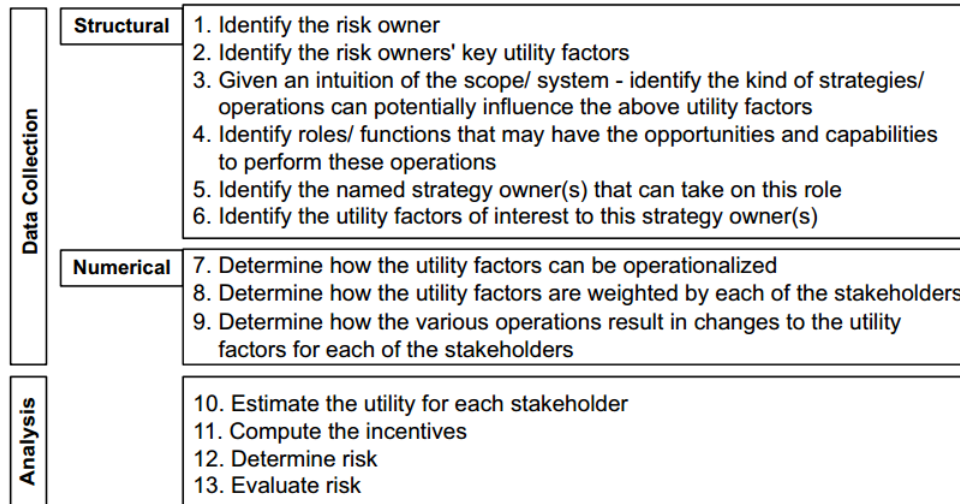 Data Collection
Structural
1. Identify the risk owner
2. Identify the risk owners' key utility factors
3. Given an intuition of the scope/ system - identify the kind of strategies/
operations can potentially influence the above utility factors
4. Identify roles/ functions that may have the opportunities and capabilities
to perform these operations
5. Identify the named strategy owner(s) that can take on this role
6. Identify the utility factors of interest to this strategy owner(s)
Numerical
7. Determine how the utility factors can be operationalized
8. Determine how the utility factors are weighted by each of the stakeholders
9. Determine how the various operations result in changes to the utility
factors for each of the stakeholders
Analysis
10. Estimate the utility for each stakeholder
11. Compute the incentives
12. Determine risk
13. Evaluate risk